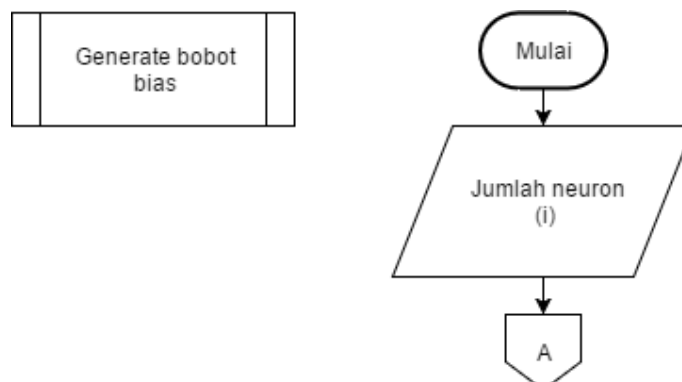 Generate bobot
bias
Mulai
Jumlah neuron
(i)
A